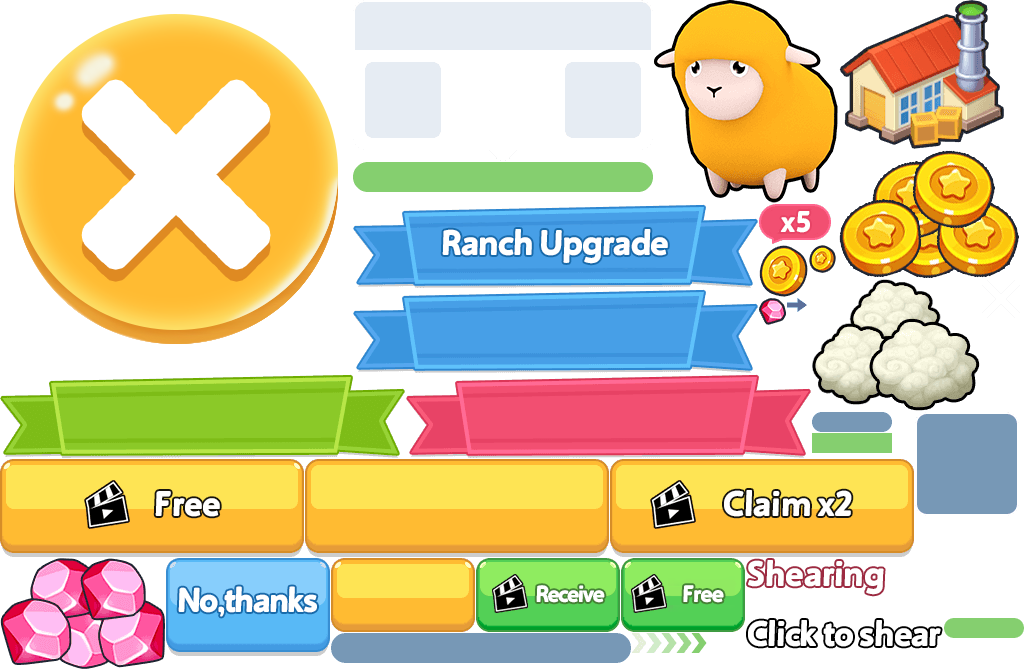 Ranch Upgrade
x5
Free
Claim x2
No,thanks
Receive
Free
Shearing
Click to shear